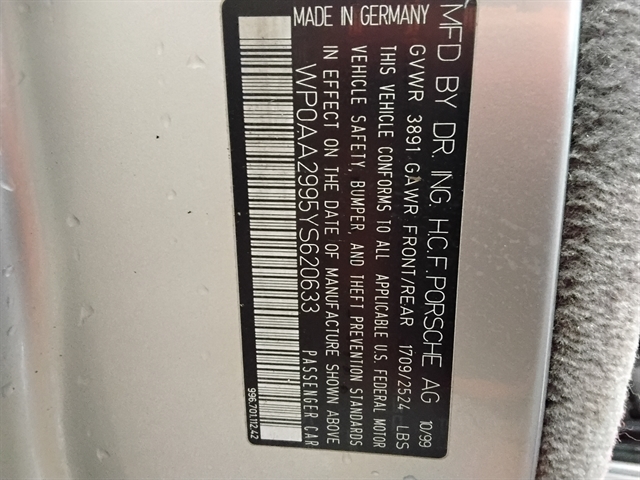 MFD BY DR. ING. H.C.F. PORSCHE AG 10/99
GVWR 3891 GAWR FRONT/REAR 1709/2524 LBS
THIS VEHICLE CONFORMS TO ALL APPLICABLE U.S. FEDERAL MOTOR
VEHICLE SAFETY, BUMPER, AND THEFT PREVENTION STANDARDS
IN EFFECT ON THE DATE OF MANUFACTURE SHOWN ABOVE
WP0AA2995YS620633 PASSENGER CAR
MADE IN GERMANY
996.701.112.42